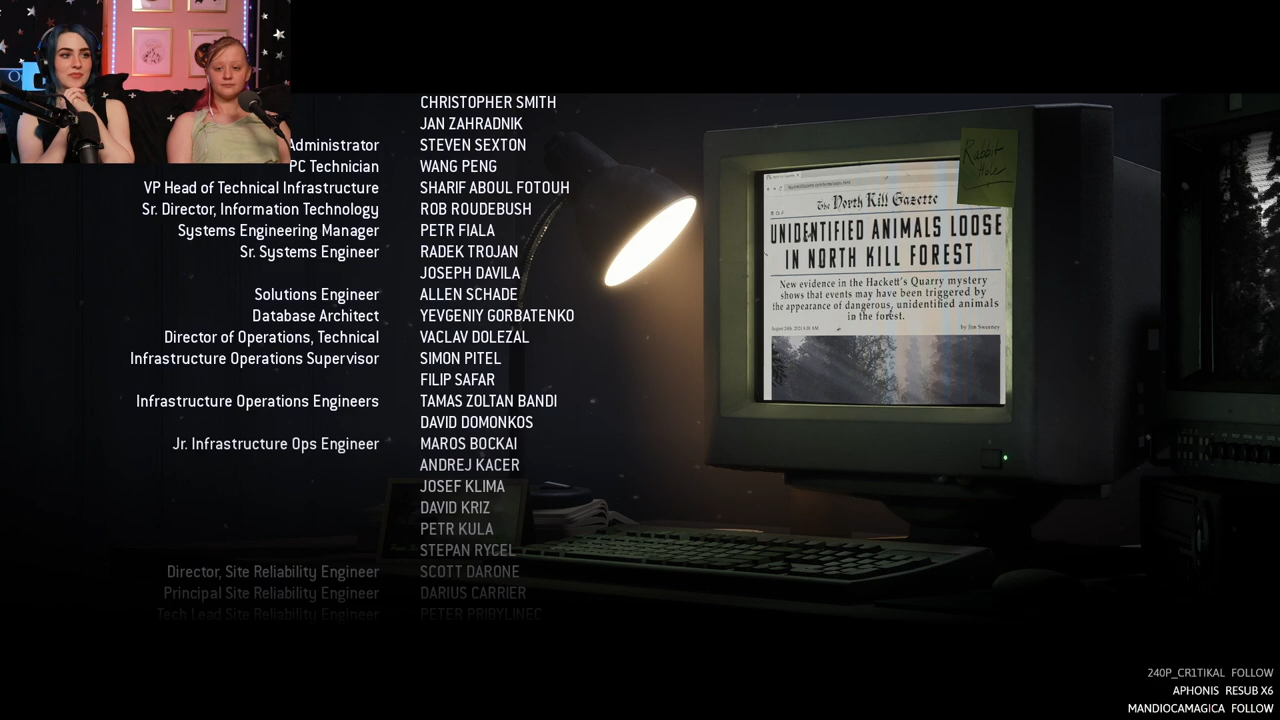 CHRISTOPHER SMITH
JAN ZAHRADNIK
Administrator STEVEN SEXTON
PC Technician WANG PENG
VP Head of Technical Infrastructure SHARIF ABOUL FOTOUH
Sr. Director, Information Technology ROB ROUDEBUSH
Systems Engineering Manager PETR FIALA
Sr. Systems Engineer RADEK TROJAN
JOSEPH DAVILA
Solutions Engineer ALLEN SCHADE
Database Architect YEVGENIY GORBATENKO
Director of Operations, Technical VACLAV DOLEZAL
Infrastructure Operations Supervisor SIMON PITEL
FILIP SAFAR
Infrastructure Operations Engineers TAMAS ZOLTAN BANDI
DAVID DOMONKOS
Jr. Infrastructure Ops Engineer MAROS BOCKAI
ANDREJ KACER
JOSEF KLIMA
DAVID KRIZ
PETR KULA
STEPAN RYCEL
Director, Site Reliability Engineer SCOTT DARONE
Principal Site Reliability Engineer DARIUS CARRIER
Tech Lead Site Reliability Engineer PETER PRIBYLINEC
Rabbit
Hole
The North Kill Gazette
UNIDENTIFIED ANIMALS LOOSE
IN NORTH KILL FOREST
New evidence in the Hackett's Quarry mystery
shows that events may have been triggered by
the appearance of dangerous, unidentified animals
in the forest.
by Jim Sweeney
240P_CR1TIKAL FOLLOW
APHONIS RESUB X6
MANDIOCAMAGICA FOLLOW